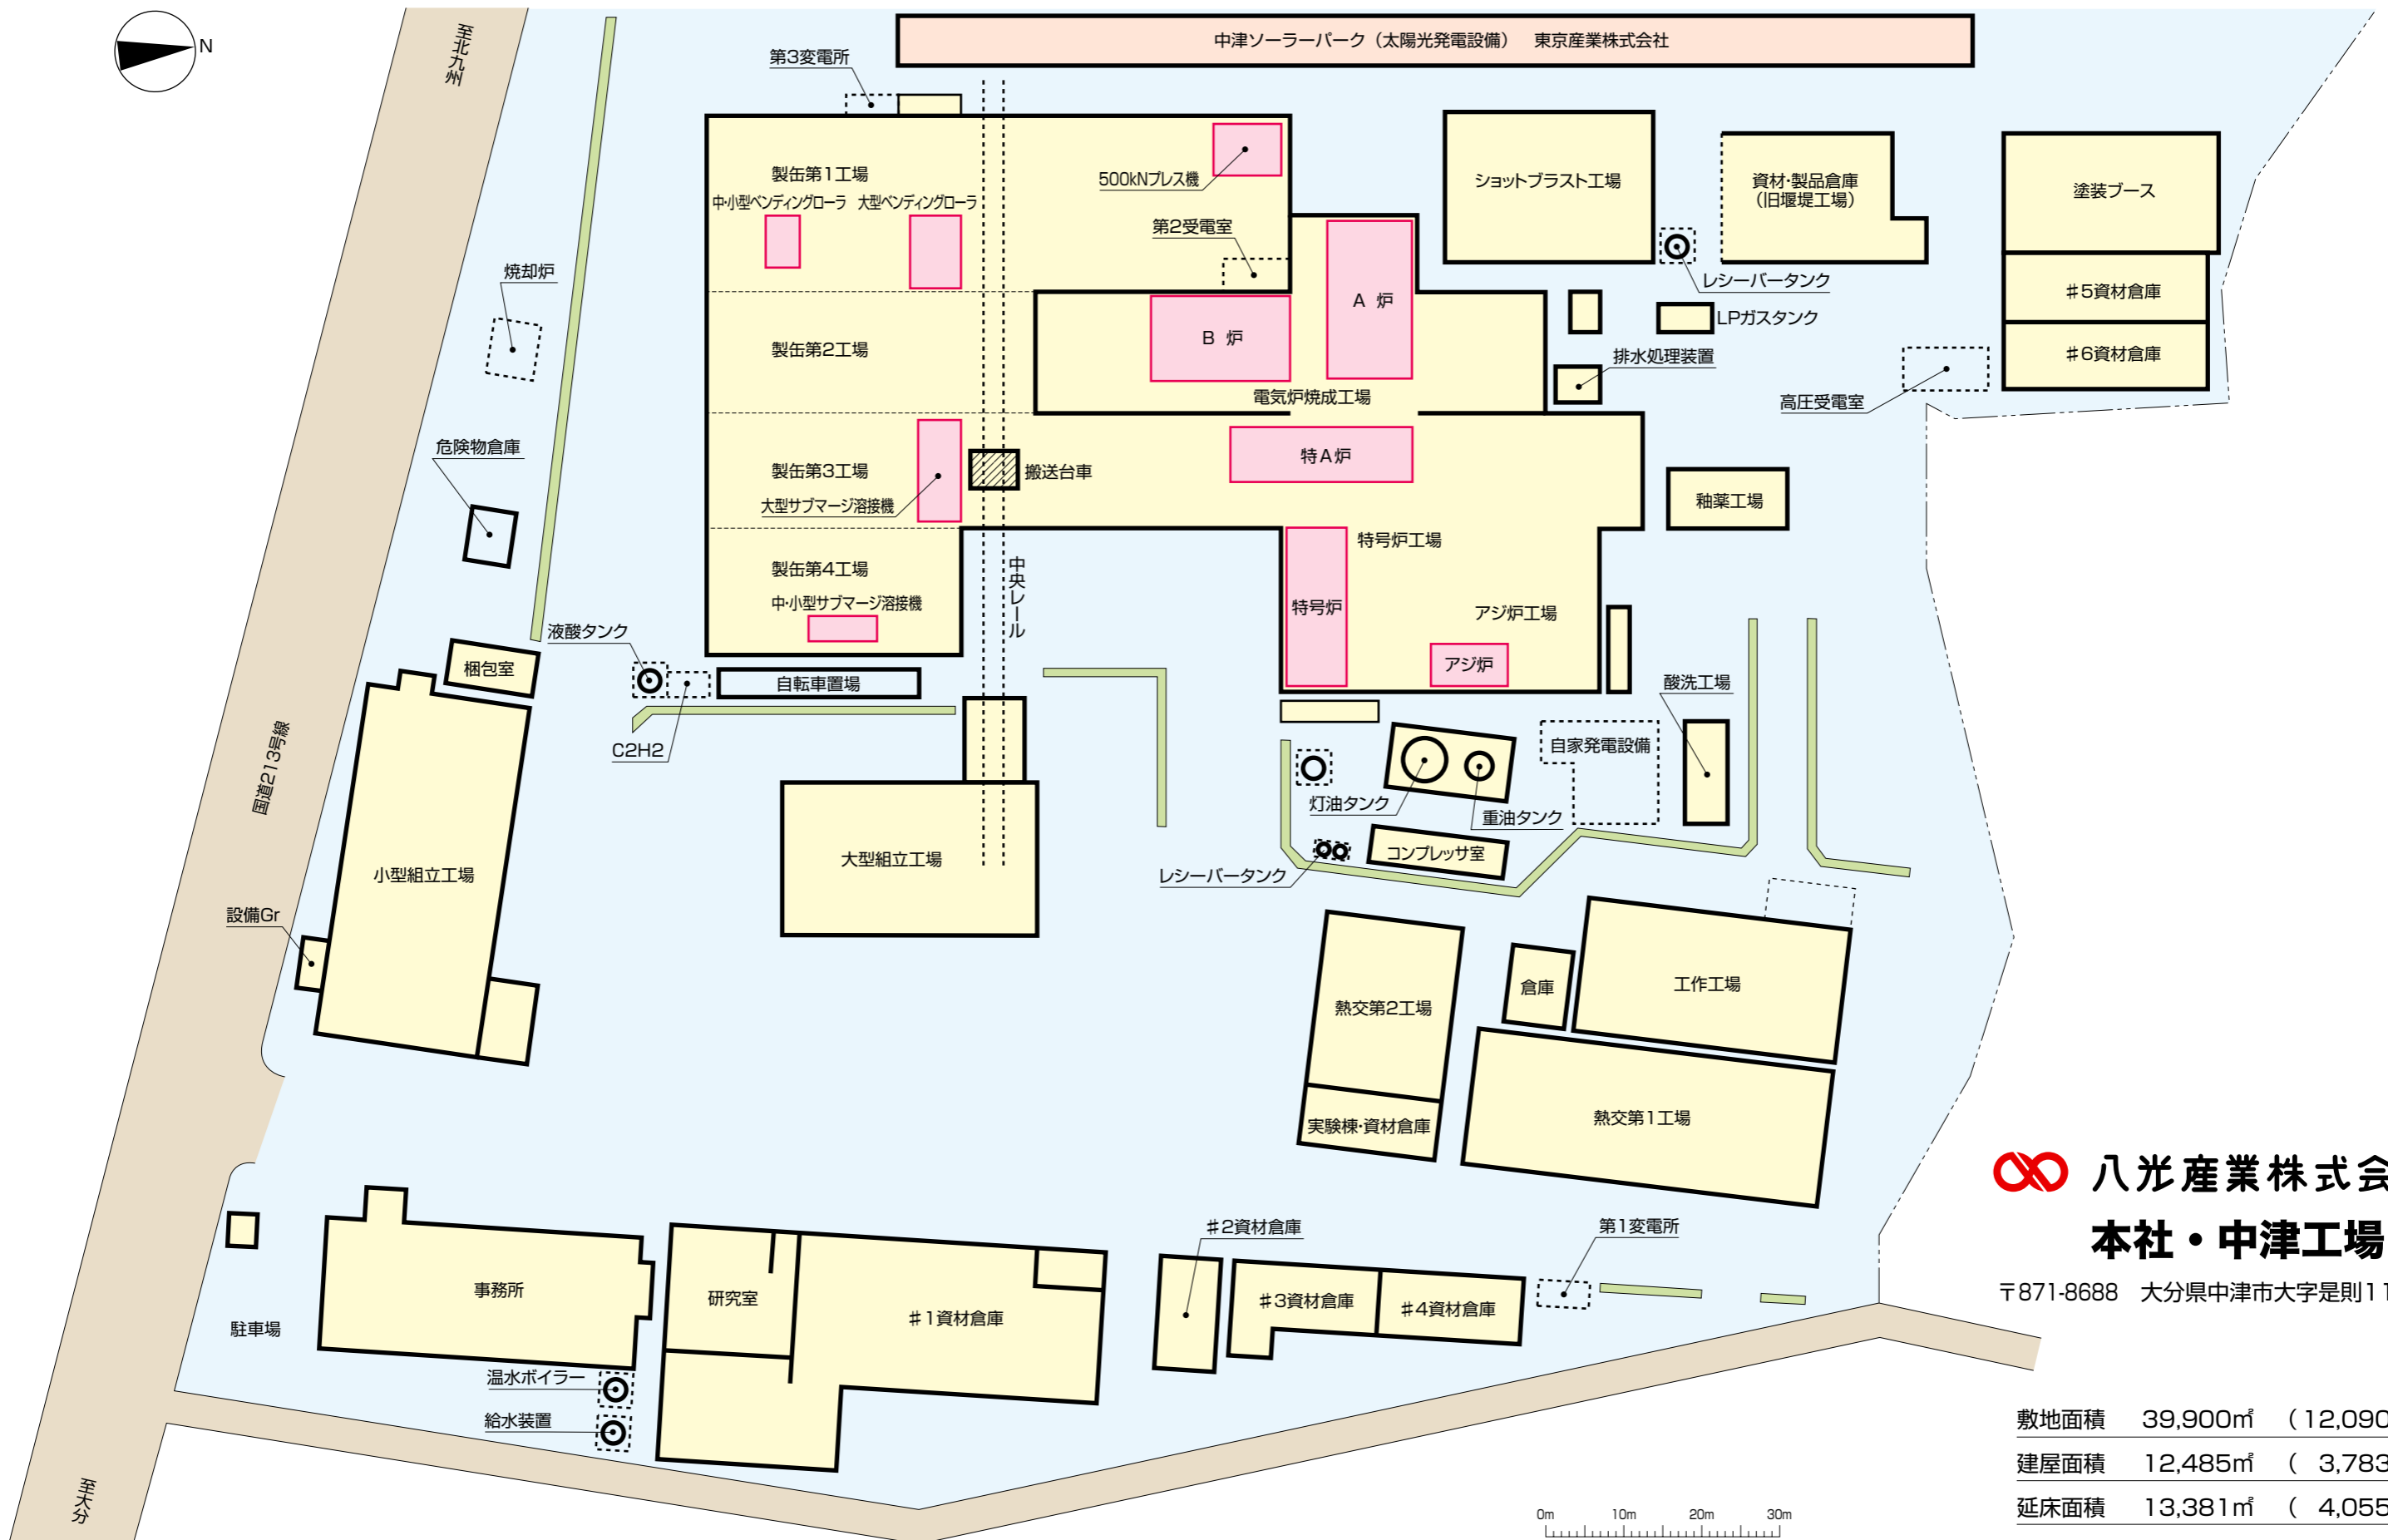 N
至北九州
中津ソーラーパーク（太陽光発電設備）　東京産業株式会社
第3変電所
製缶第1工場
中・小型ベンディングローラ
大型ベンディングローラ
500kNプレス機
第2受電室
ショットブラスト工場
資材・製品倉庫
（旧堰堤工場）
塗装ブース
レシーバータンク
焼却炉
A 炉
B 炉
LPガスタンク
♯5資材倉庫
♯6資材倉庫
製缶第2工場
電気炉焼成工場
排水処理装置
高圧受電室
危険物倉庫
製缶第3工場
大型サブマージ溶接機
搬送台車
特A炉
釉薬工場
特号炉工場
製缶第4工場
中・小型サブマージ溶接機
中央レール
特号炉
アジ炉工場
アジ炉
液酸タンク
梱包室
自転車置場
C2H2
酸洗工場
自家発電設備
灯油タンク
重油タンク
コンプレッサ室
レシーバータンク
国道213号線
小型組立工場
大型組立工場
設備Gr
熱交第2工場
倉庫
工作工場
実験棟・資材倉庫
熱交第1工場
八光産業株式会
本社・中津工場
〒871-8688　大分県中津市大字是則11
♯2資材倉庫
第1変電所
事務所
研究室
♯1資材倉庫
♯3資材倉庫
♯4資材倉庫
駐車場
温水ボイラー
給水装置
至大分
敷地面積　39,900㎡　（12,090
建屋面積　12,485㎡　（　3,783
延床面積　13,381㎡　（　4,055
0m 10m 20m 30m